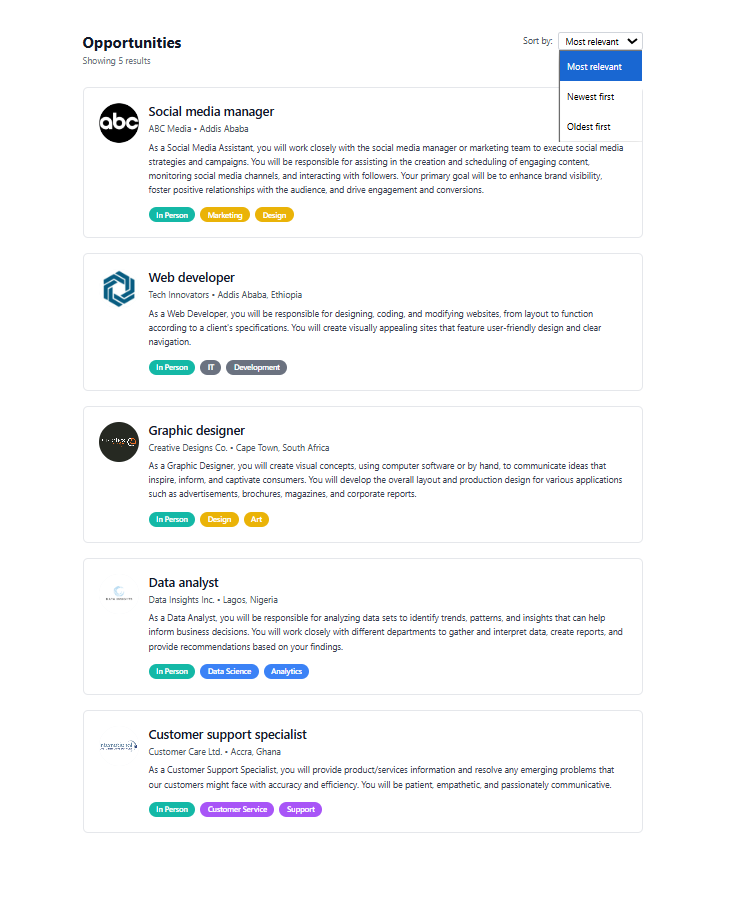 Opportunities
Showing 5 results
Sort by:
Most relevant
Most relevant
Newest first
Oldest first
abc
Social media manager
ABC Media • Addis Ababa
As a Social Media Assistant, you will work closely with the social media manager or marketing team to execute social media
strategies and campaigns. You will be responsible for assisting in the creation and scheduling of engaging content,
monitoring social media channels, and interacting with followers. Your primary goal will be to enhance brand visibility,
foster positive relationships with the audience, and drive engagement and conversions.
In Person Marketing Design
Web developer
Tech Innovators • Addis Ababa, Ethiopia
As a Web Developer, you will be responsible for designing, coding, and modifying websites, from layout to function
according to a client's specifications. You will create visually appealing sites that feature user-friendly design and clear
navigation.
In Person IT Development
Graphic designer
Creative Designs Co. • Cape Town, South Africa
As a Graphic Designer, you will create visual concepts, using computer software or by hand, to communicate ideas that
inspire, inform, and captivate consumers. You will develop the overall layout and production design for various applications
such as advertisements, brochures, magazines, and corporate reports.
In Person Design Art
Data analyst
Data Insights Inc. • Lagos, Nigeria
As a Data Analyst, you will be responsible for analyzing data sets to identify trends, patterns, and insights that can help
inform business decisions. You will work closely with different departments to gather and interpret data, create reports, and
provide recommendations based on your findings.
In Person Data Science Analytics
Customer support specialist
Customer Care Ltd. • Accra, Ghana
As a Customer Support Specialist, you will provide product/services information and resolve any emerging problems that
our customers might face with accuracy and efficiency. You will be patient, empathetic, and passionately communicative.
In Person Customer Service Support